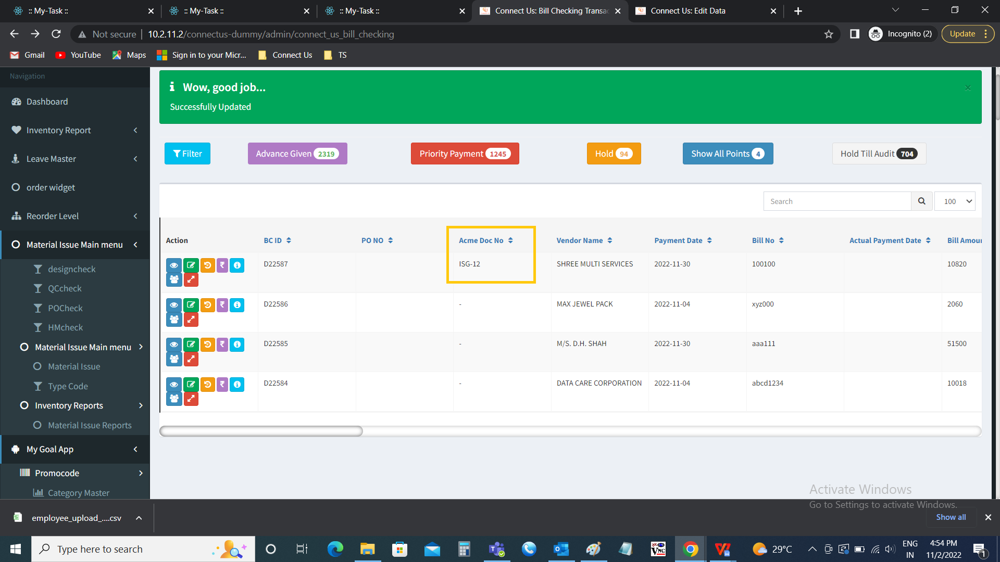 :: My-Task ::
:: My-Task ::
:: My-Task ::
Connect Us: Bill Checking Transac
Connect Us: Edit Data
Not secure
10.2.11.2/connectus-dummy/admin/connect_us_bill_checking
Incognito (2)
Update
Gmail
YouTube
Maps
Sign in to your Micr...
Connect Us
TS
Navigation
Dashboard
Inventory Report
Leave Master
order widget
Reorder Level
Material Issue Main menu
designcheck
QCcheck
POCheck
HMcheck
Material Issue Main menu
Material Issue
Type Code
Inventory Reports
Material Issue Reports
My Goal App
Promocode
Category Master
Wow, good job...
Successfully Updated
Filter
Advance Given 2319
Priority Payment 1245
Hold 94
Show All Points 4
Hold Till Audit 704
Search
100
Action BC ID PO NO Acme Doc No Vendor Name Payment Date Bill No Actual Payment Date Bill Amoun
D22587 ISG-12 SHREE MULTI SERVICES 2022-11-30 100100 10820
D22586 - MAX JEWEL PACK 2022-11-04 xyz000 2060
D22585 - M/S. D.H. SHAH 2022-11-30 aaa111 51500
D22584 - DATA CARE CORPORATION 2022-11-04 abcd1234 10018
Activate Windows
Go to Settings to activate Windows.
employee_upload_....csv
Show all
Type here to search
29°C
ENG
IN
4:54 PM
11/2/2022
1